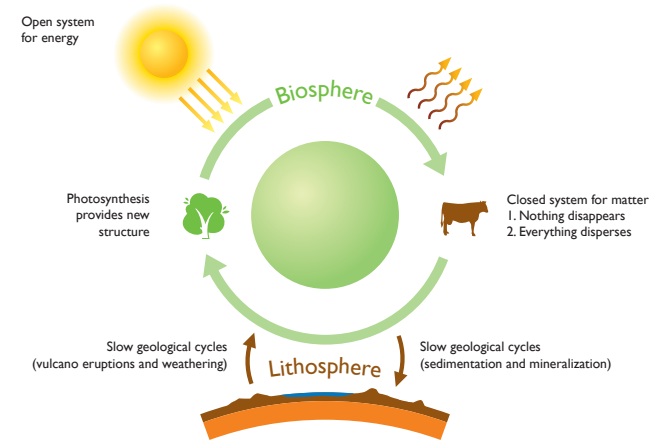 Open system
for energy
Biosphere
Photosynthesis
provides new
structure
Closed system for matter
1. Nothing disappears
2. Everything disperses
Slow geological cycles
(vulcano eruptions and weathering)
Lithosphere
Slow geological cycles
(sedimentation and mineralization)